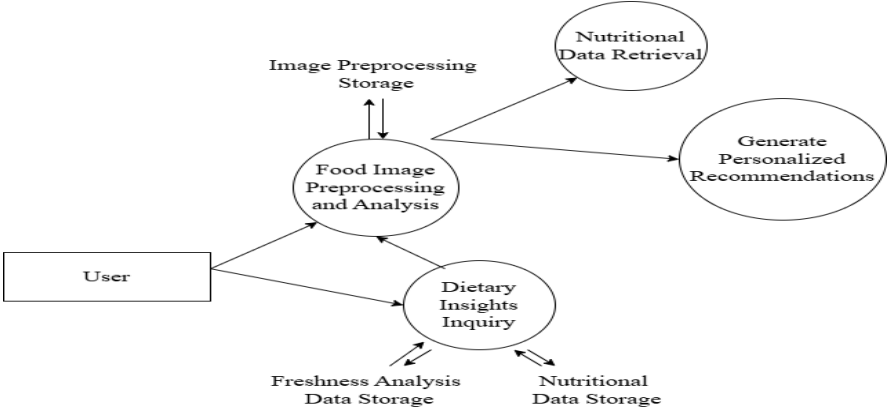 Nutritional
Data Retrieval
Image Preprocessing
Storage
Generate
Personalized
Recommendations
Food Image
Preprocessing
and Analysis
User
Dietary
Insights
Inquiry
Freshness Analysis
Data Storage
Nutritional
Data Storage